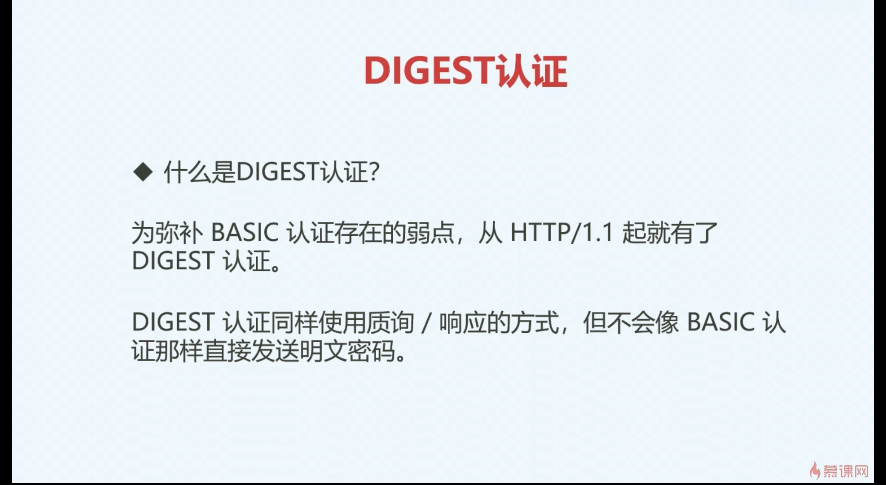 DIGEST认证
◆ 什么是DIGEST认证？
为弥补 BASIC 认证存在的弱点，从 HTTP/1.1 起就有了
DIGEST 认证。
DIGEST 认证同样使用质询 / 响应的方式，但不会像 BASIC 认
证那样直接发送明文密码。
慕课网